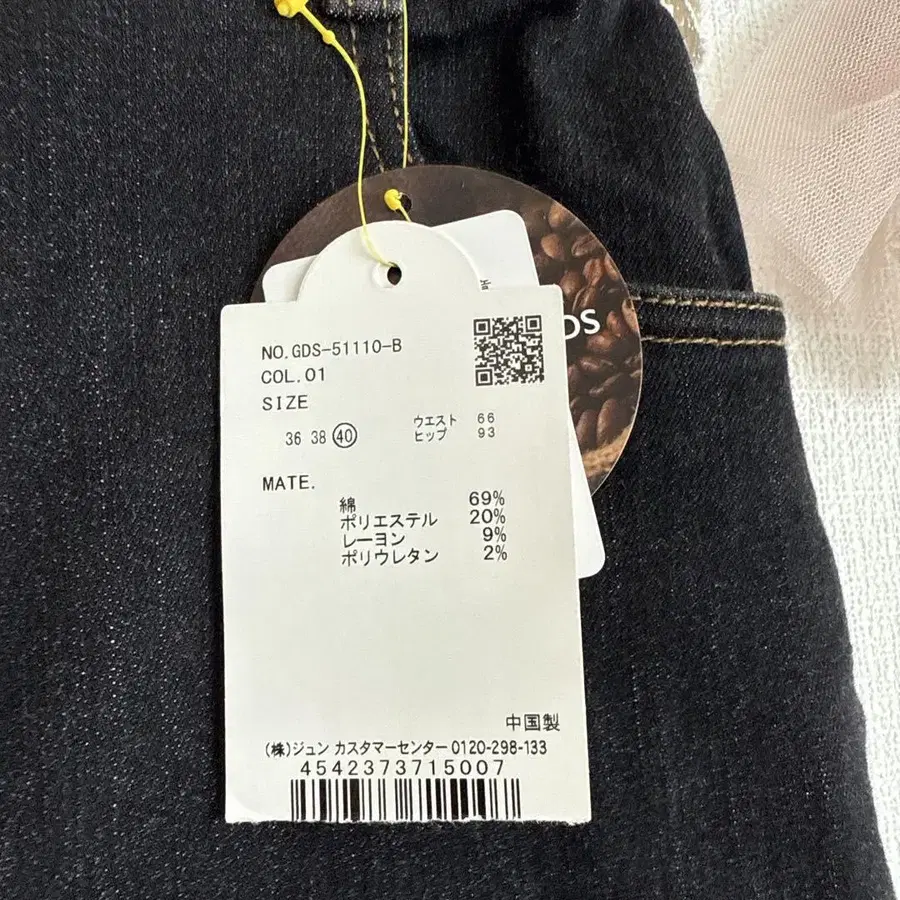 NO.GDS-51110-B
COL.01
SIZE
36 38 40
ウエスト 66
ヒップ 93
MATE.
綿 69%
ポリエステル 20%
レーヨン 9%
ポリウレタン 2%
中国製
(株)ジュン カスタマーセンター 0120-298-133
4542373715007
DS